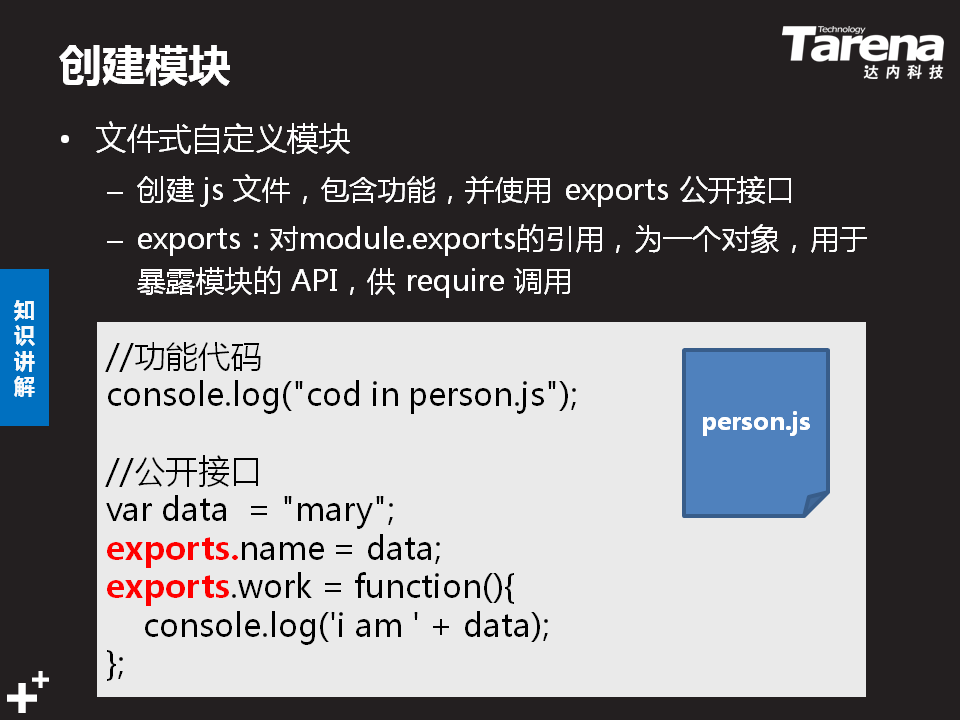 创建模块
Technology
Tarena
达内科技
• 文件式自定义模块
– 创建 js 文件，包含功能，并使用 exports 公开接口
– exports：对module.exports的引用，为一个对象，用于
暴露模块的 API，供 require 调用
知
识
讲
解
//功能代码
console.log("cod in person.js");
//公开接口
var data  = "mary";
exports.name = data;
exports.work = function(){
    console.log('i am ' + data);
};
person.js